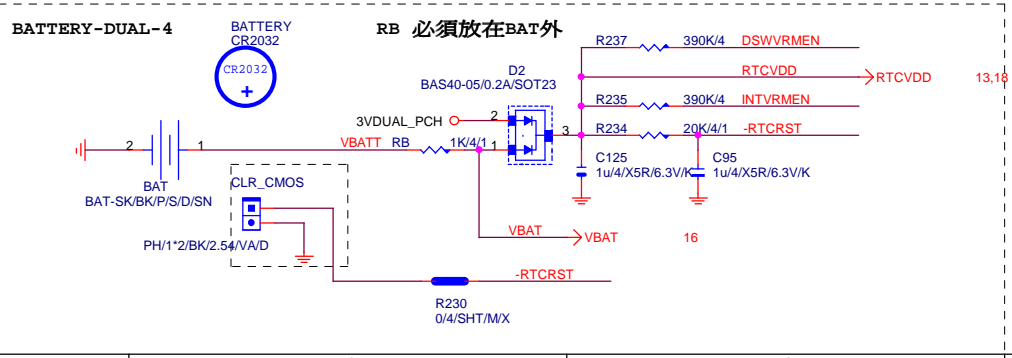 BATTERY-DUAL-4
BATTERY
CR2032
RB 必須放在BAT外
CR2032
+
R237
390K/4
DSWVRMEN
D2
BAS40-05/0.2A/SOT23
RTCVDD
RTCVDD
13,18
R235
390K/4
INTVRMEN
3VDUAL_PCH
2
3
R234
20K/4/1
-RTCRST
2
1
VBATT
RB
1K/4/1
1
C125
1u/4/X5R/6.3V/K
C95
1u/4/X5R/6.3V/K
BAT
BAT-SK/BK/P/S/D/SN
CLR_CMOS
PH/1*2/BK/2.54/VA/D
VBAT
VBAT
16
-RTCRST
R230
0/4/SHT/M/X